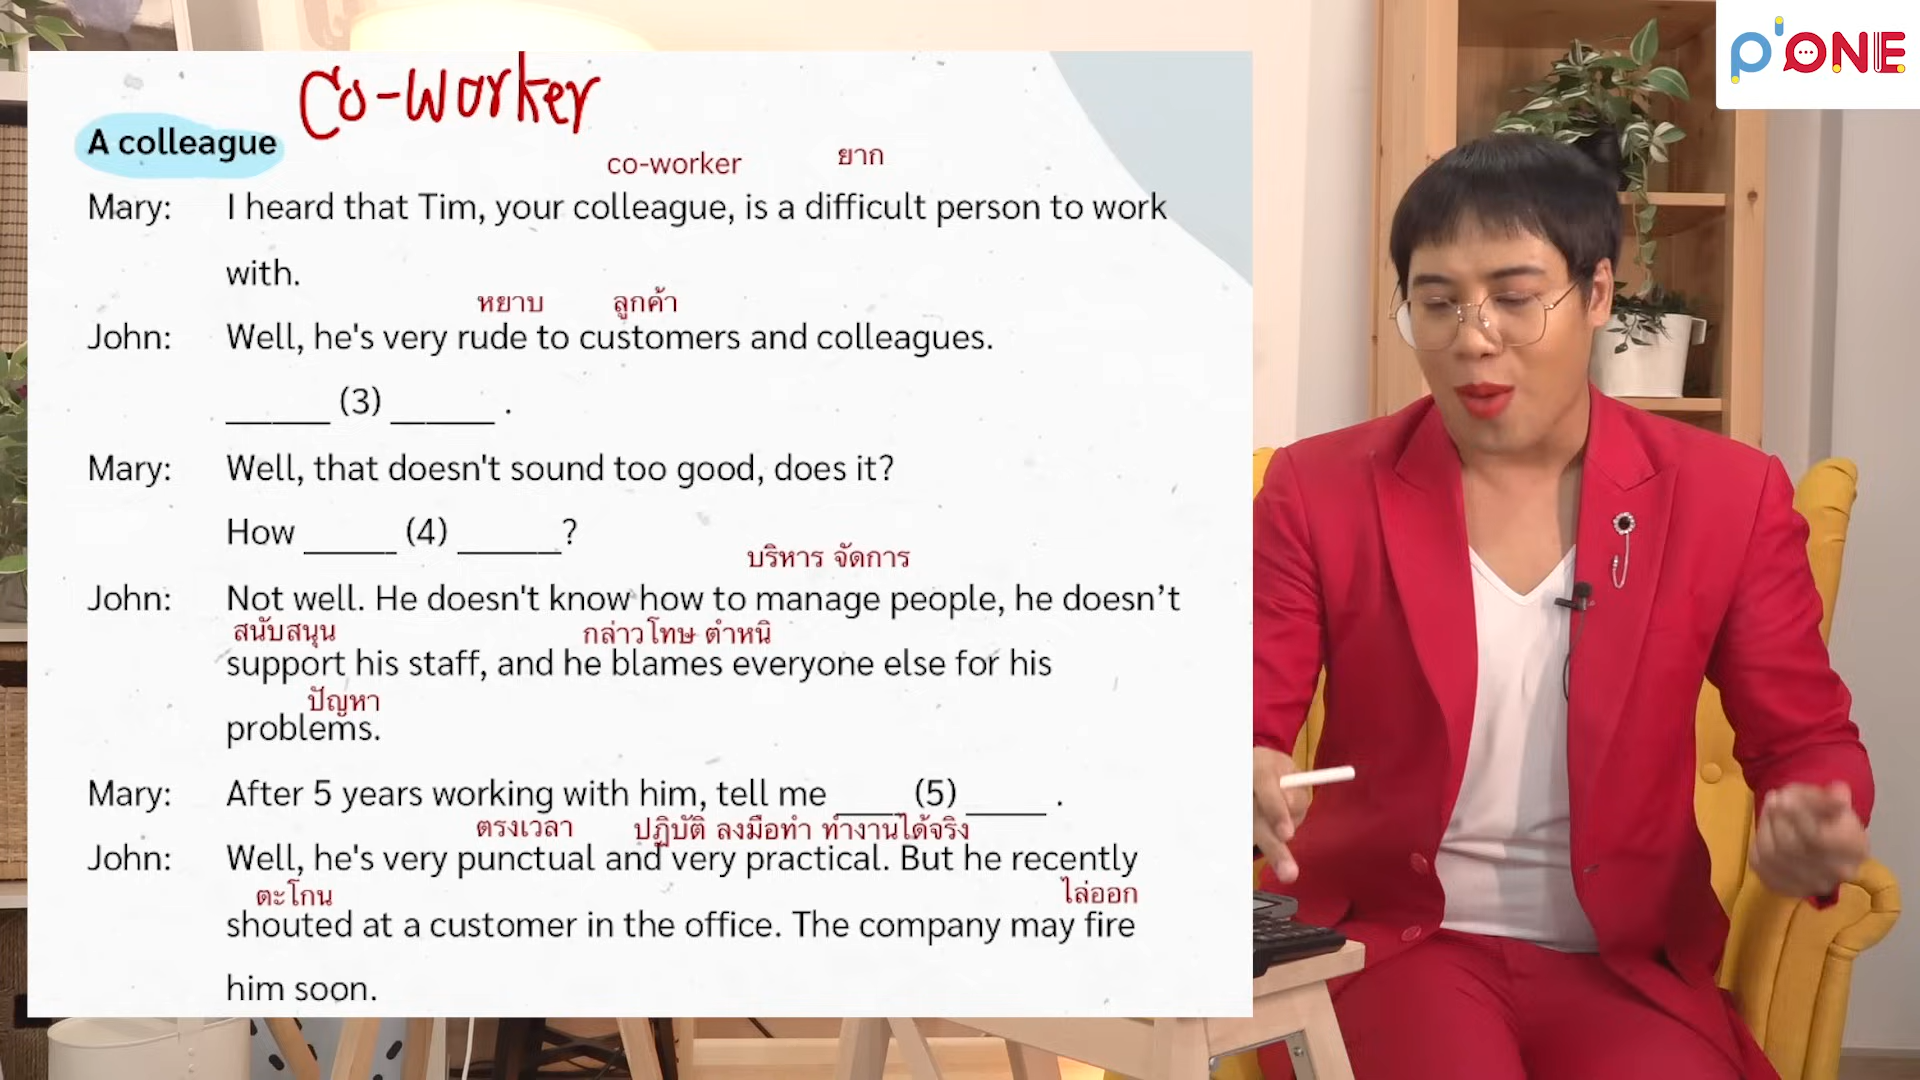 P'ONE
Co-worker
A colleague
co-worker ยาก
Mary: I heard that Tim, your colleague, is a difficult person to work
with.
หยาบ ลูกค้า
John: Well, he's very rude to customers and colleagues.
______ (3) ______ .
Mary: Well, that doesn't sound too good, does it?
How _____ (4) ______?
บริหาร จัดการ
John: Not well. He doesn't know how to manage people, he doesn’t
สนับสนุน กล่าวโทษ ตำหนิ
support his staff, and he blames everyone else for his
ปัญหา
problems.
Mary: After 5 years working with him, tell me ____ (5) _____ .
ตรงเวลา ปฏิบัติ ลงมือทำ ทำงานได้จริง
John: Well, he's very punctual and very practical. But he recently
ตะโกน ไล่ออก
shouted at a customer in the office. The company may fire
him soon.